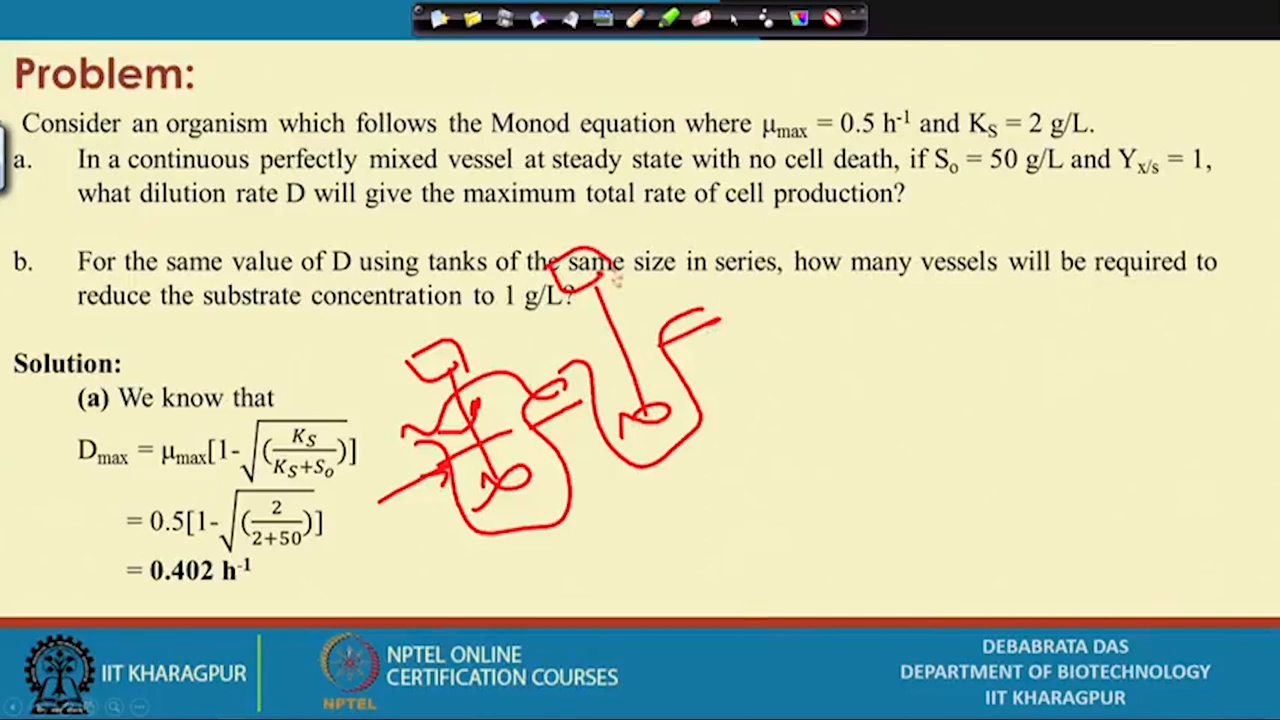 Problem:
Consider an organism which follows the Monod equation where μmax = 0.5 h-1 and KS = 2 g/L.
a. In a continuous perfectly mixed vessel at steady state with no cell death, if So = 50 g/L and Yx/s = 1,
what dilution rate D will give the maximum total rate of cell production?
b. For the same value of D using tanks of the same size in series, how many vessels will be required to
reduce the substrate concentration to 1 g/L?
Solution:
(a) We know that
Dmax = μmax[1-√(KS/(KS+So))]
= 0.5[1-√(2/(2+50))]
= 0.402 h-1
IIT KHARAGPUR
NPTEL
NPTEL ONLINE
CERTIFICATION COURSES
DEBABRATA DAS
DEPARTMENT OF BIOTECHNOLOGY
IIT KHARAGPUR